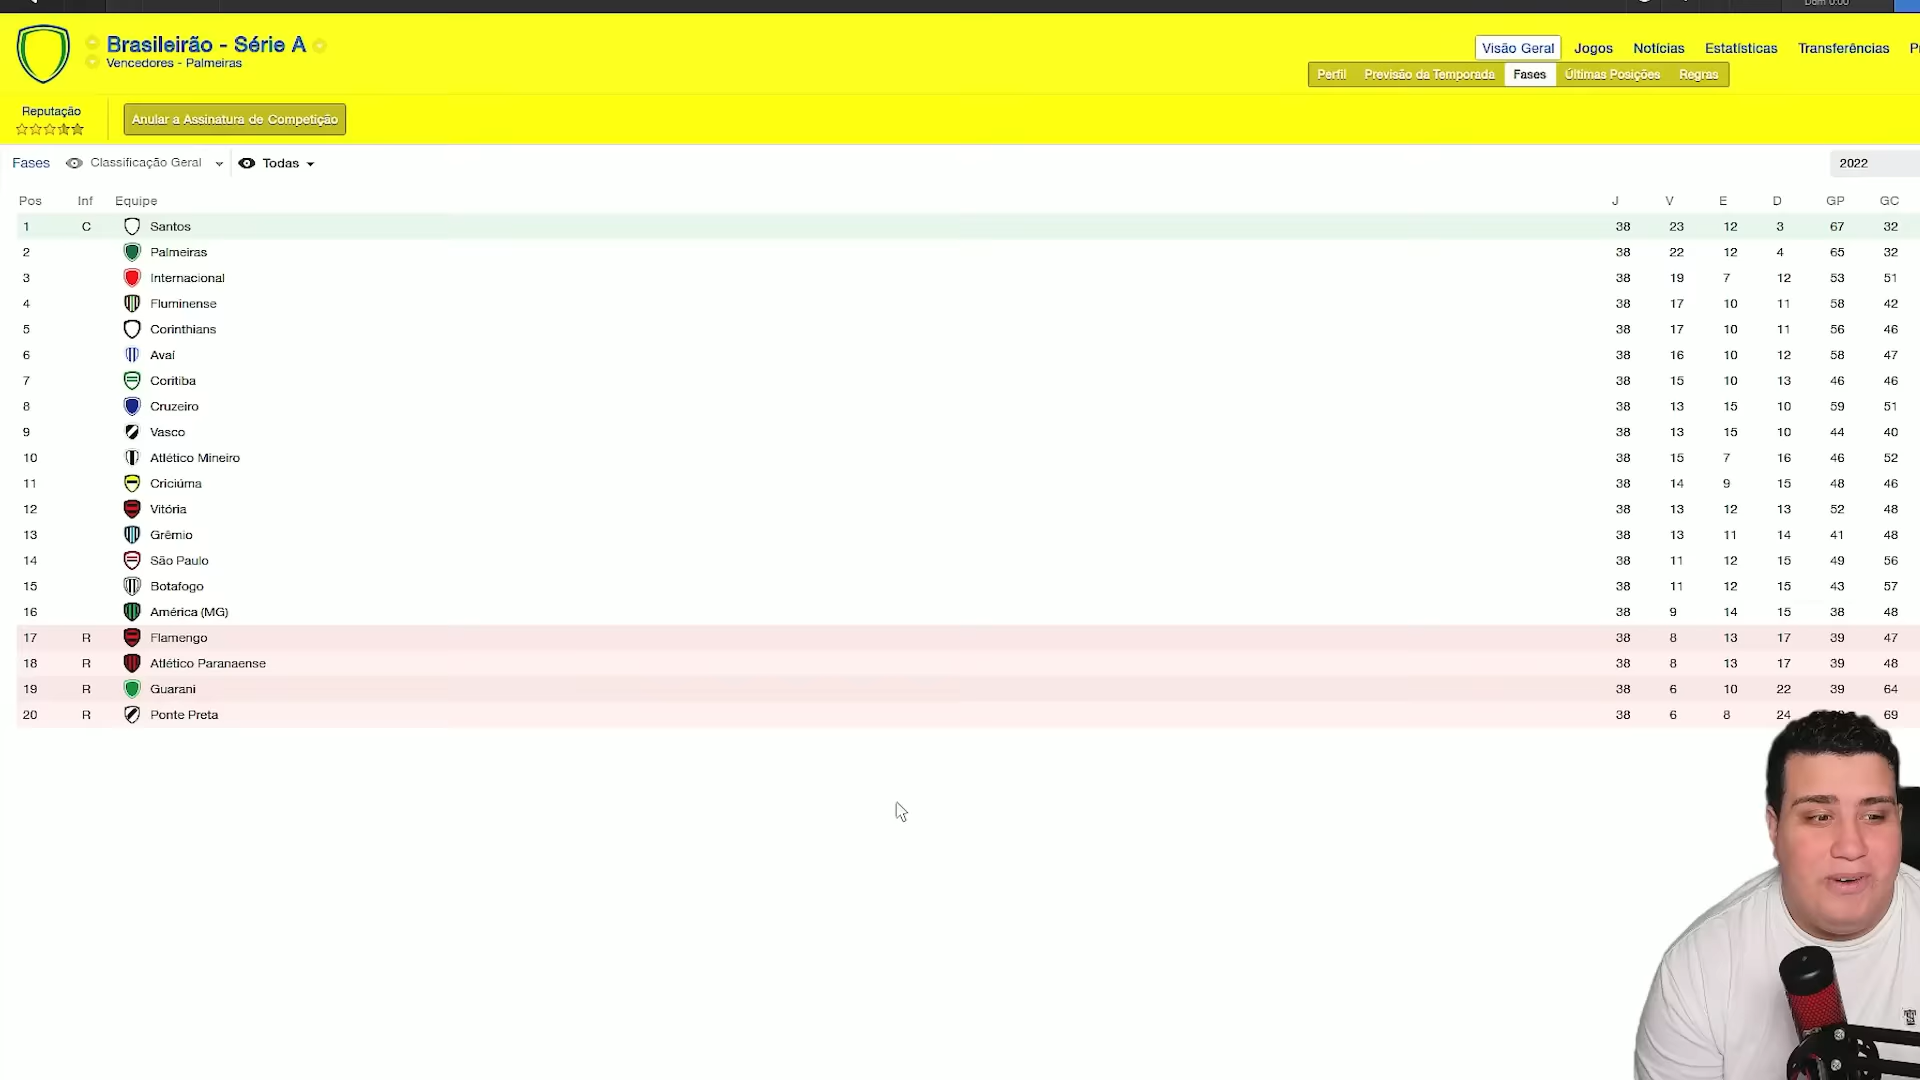 Dom 0:00
Brasileirão - Série A
Vencedores - Palmeiras
Visão Geral Jogos Notícias Estatísticas Transferências
Perfil Previsão da Temporada Fases Últimas Posições Regras
Reputação
Anular a Assinatura de Competição
Fases Classificação Geral Todas 2022
Pos Inf Equipe J V E D GP GC
1 C Santos 38 23 12 3 67 32
2 Palmeiras 38 22 12 4 65 32
3 Internacional 38 19 7 12 53 51
4 Fluminense 38 17 10 11 58 42
5 Corinthians 38 17 10 11 56 46
6 Avaí 38 16 10 12 58 47
7 Coritiba 38 15 10 13 46 46
8 Cruzeiro 38 13 15 10 59 51
9 Vasco 38 13 15 10 44 40
10 Atlético Mineiro 38 15 7 16 46 52
11 Criciúma 38 14 9 15 48 46
12 Vitória 38 13 12 13 52 48
13 Grêmio 38 13 11 14 41 48
14 São Paulo 38 11 12 15 49 56
15 Botafogo 38 11 12 15 43 57
16 América (MG) 38 9 14 15 38 48
17 R Flamengo 38 8 13 17 39 47
18 R Atlético Paranaense 38 8 13 17 39 48
19 R Guarani 38 6 10 22 39 64
20 R Ponte Preta 38 6 8 24 69